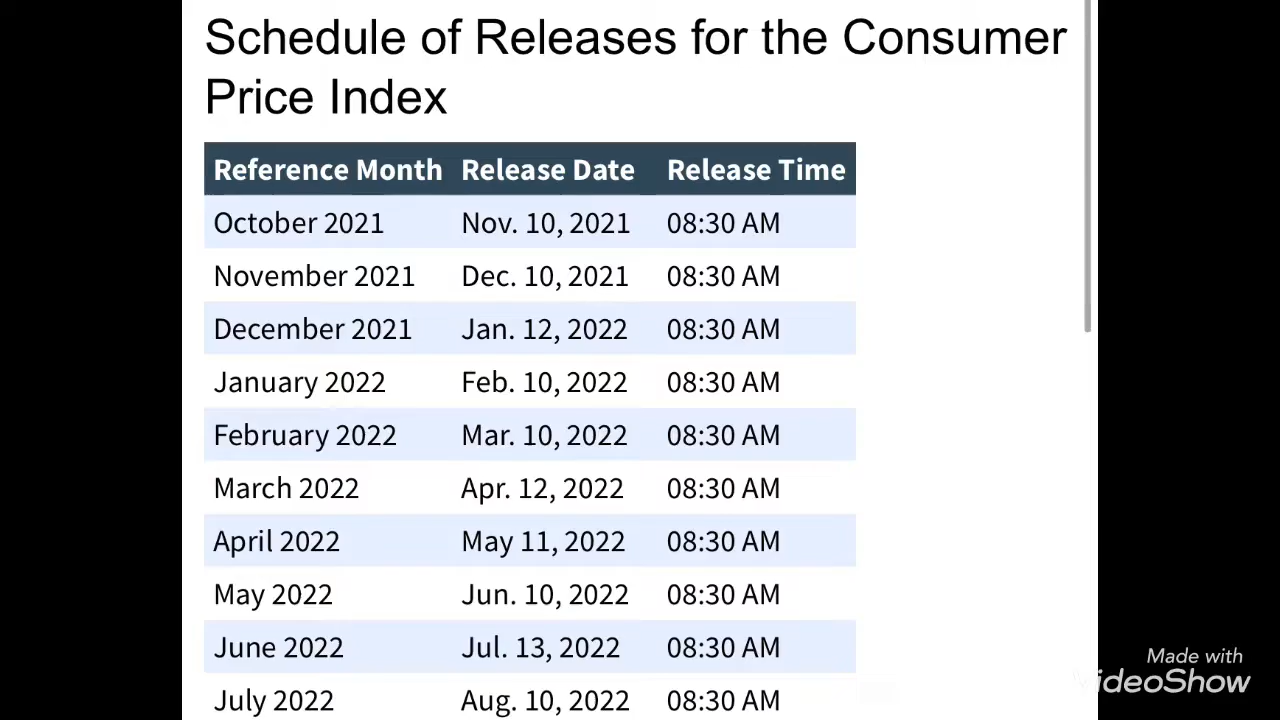 Schedule of Releases for the Consumer
Price Index
Reference Month Release Date Release Time
October 2021 Nov. 10, 2021 08:30 AM
November 2021 Dec. 10, 2021 08:30 AM
December 2021 Jan. 12, 2022 08:30 AM
January 2022 Feb. 10, 2022 08:30 AM
February 2022 Mar. 10, 2022 08:30 AM
March 2022 Apr. 12, 2022 08:30 AM
April 2022 May 11, 2022 08:30 AM
May 2022 Jun. 10, 2022 08:30 AM
June 2022 Jul. 13, 2022 08:30 AM
July 2022 Aug. 10, 2022 08:30 AM
Made with
VideoShow